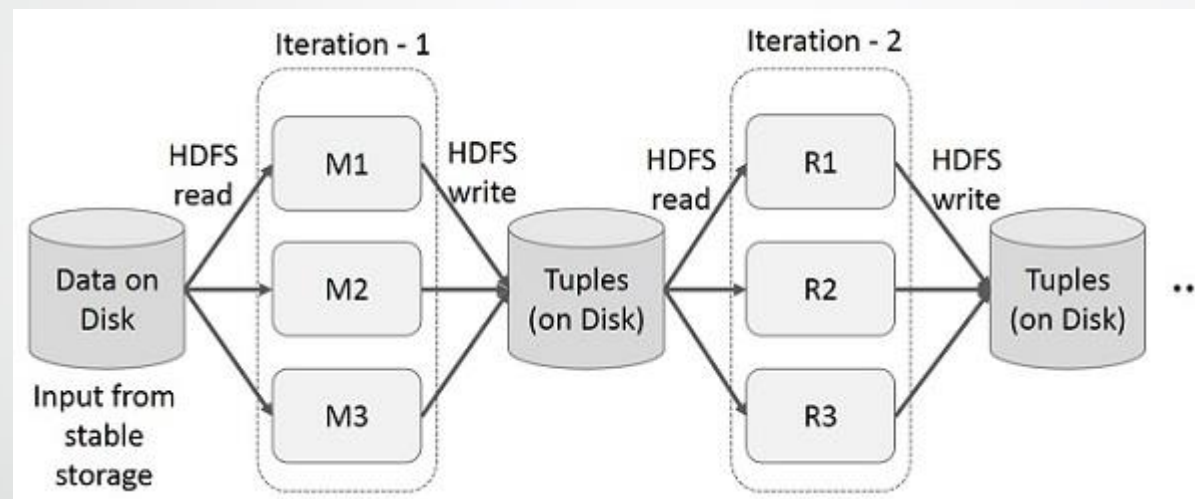 Iteration - 1
Iteration - 2
HDFS
read
M1
HDFS
write
HDFS
read
R1
HDFS
write
Data on
Disk
M2
Tuples
(on Disk)
R2
Tuples
(on Disk)
..
Input from
stable
storage
M3
R3